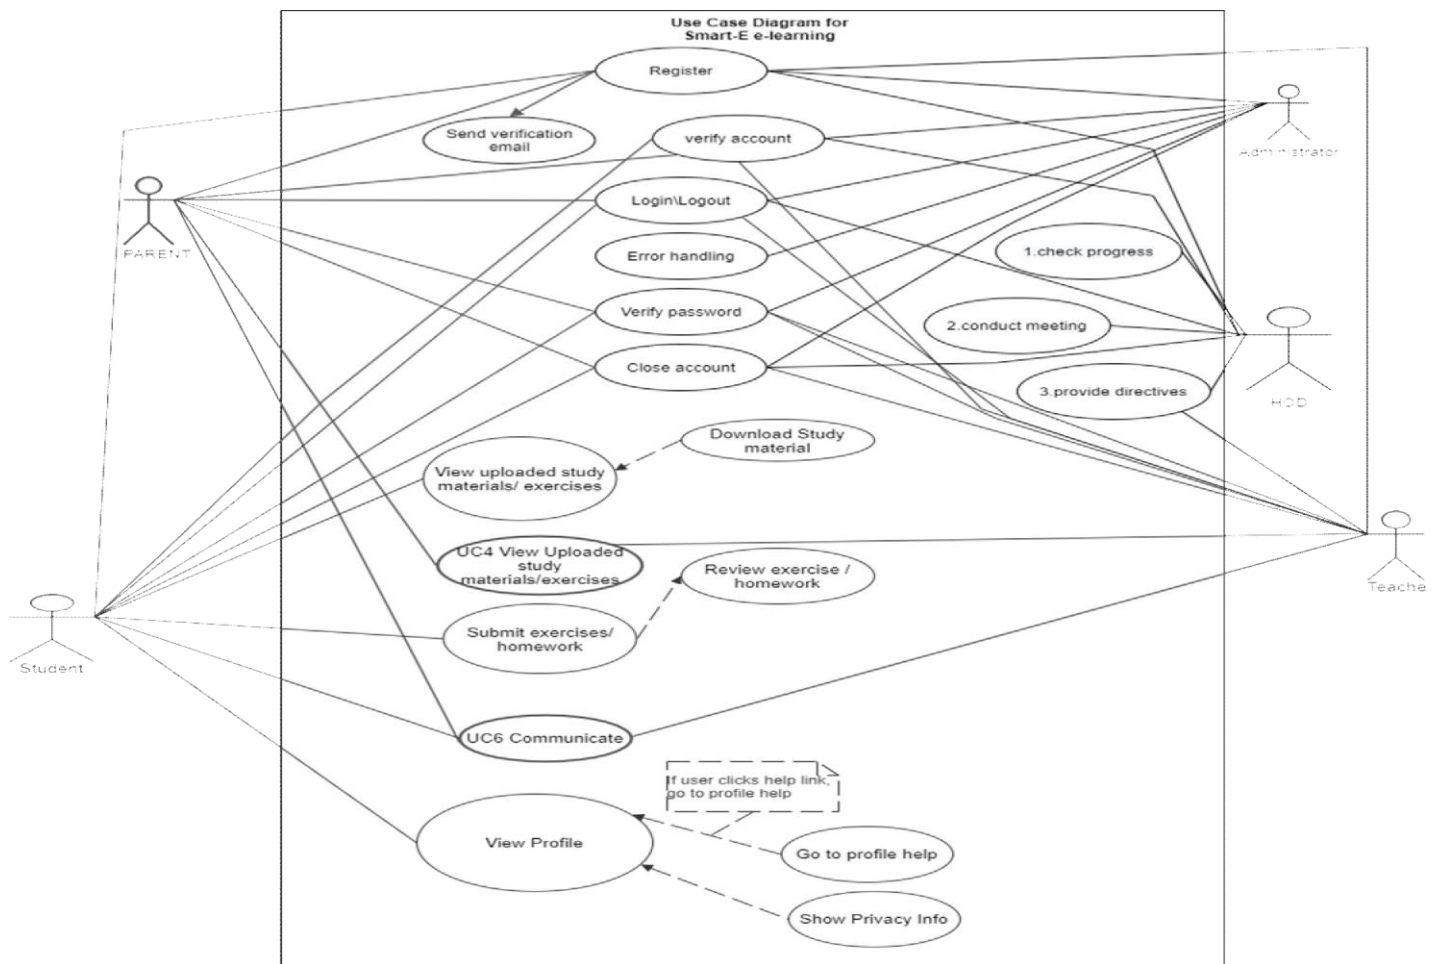 Use Case Diagram for
Smart-E e-learning
Register
Send verification
email
verify account
Administrator
Login\Logout
PARENT
Error handling
1.check progress
Verify password
2.conduct meeting
Close account
3.provide directives
HOD
Download Study
material
View uploaded study
materials/ exercises
UC4 View Uploaded
study
materials/exercises
Review exercise /
homework
Teache
Submit exercises/
homework
Student
UC6 Communicate
If user clicks help link,
go to profile help
View Profile
Go to profile help
Show Privacy Info